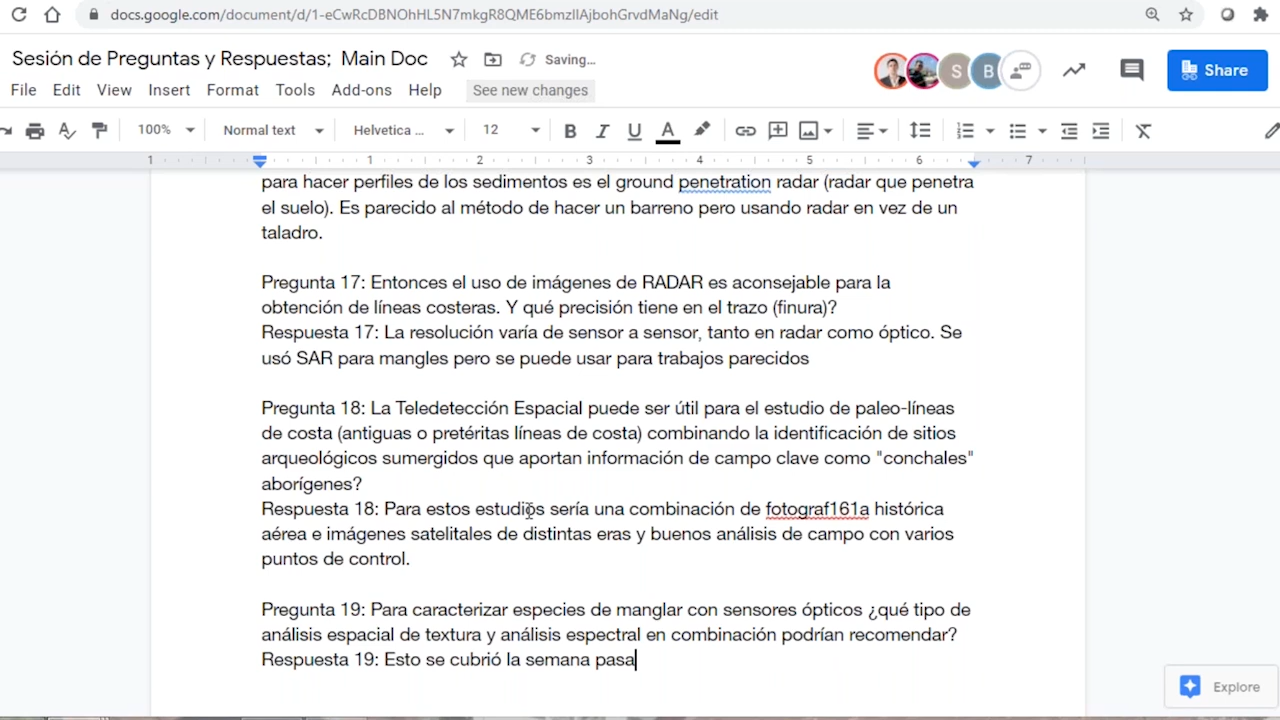 docs.google.com/document/d/1-eCwRcDBNOhHL5N7mkgR8QME6bmzIIAjbohGrvdMaNg/edit
Sesión de Preguntas y Respuestas; Main Doc Saving...
S B Share
File Edit View Insert Format Tools Add-ons Help See new changes
100% Normal text Helvetica ... 12 B I U A
1 1 2 3 4 5 6 7
para hacer perfiles de los sedimentos es el ground penetration radar (radar que penetra
el suelo). Es parecido al método de hacer un barreno pero usando radar en vez de un
taladro.
Pregunta 17: Entonces el uso de imágenes de RADAR es aconsejable para la
obtención de líneas costeras. Y qué precisión tiene en el trazo (finura)?
Respuesta 17: La resolución varía de sensor a sensor, tanto en radar como óptico. Se
usó SAR para mangles pero se puede usar para trabajos parecidos
Pregunta 18: La Teledetección Espacial puede ser útil para el estudio de paleo-líneas
de costa (antiguas o pretéritas líneas de costa) combinando la identificación de sitios
arqueológicos sumergidos que aportan información de campo clave como "conchales"
aborígenes?
Respuesta 18: Para estos estudios sería una combinación de fotograf161a histórica
aérea e imágenes satelitales de distintas eras y buenos análisis de campo con varios
puntos de control.
Pregunta 19: Para caracterizar especies de manglar con sensores ópticos ¿qué tipo de
análisis espacial de textura y análisis espectral en combinación podrían recomendar?
Respuesta 19: Esto se cubrió la semana pasa
Explore